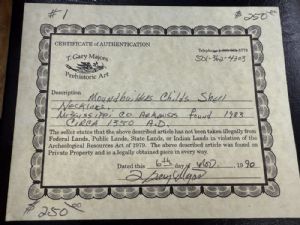 #1
$250.00
CERTIFICATE OF AUTHENTICATION
T. Gary Majors
Prehistoric Art
Telephone
501-362-4203
Description Moundbuilder Childs Shell
Necklace.
Mississippi Co. Arkansas Found 1983
CIRCA 1350 A.D.
The seller states that the above described article has not been taken illegally from
Federal Lands, Public Lands, State Lands, or Indian Lands in violation of the
Archeological Resources Act of 1979. The above described article was found on
Private Property and is a legally obtained piece in every way.
Dated this 6th day 1990
$250.00